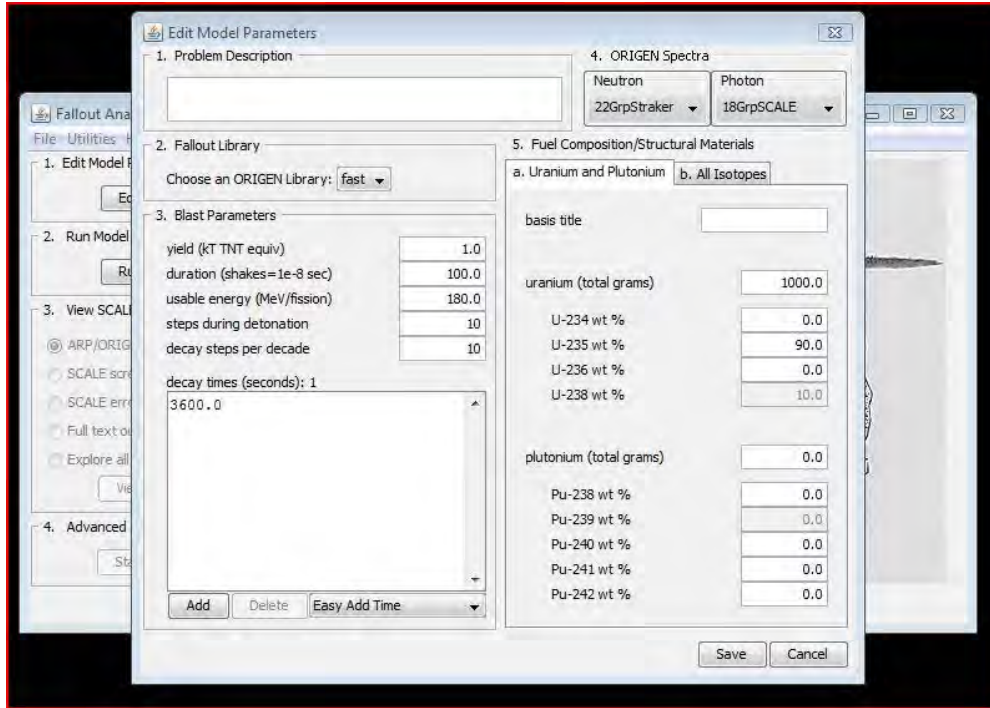 Edit Model Parameters
1. Problem Description
4. ORIGEN Spectra
Neutron
Photon
22GrpStraker
18GrpSCALE
2. Fallout Library
Choose an ORIGEN Library: fast
3. Blast Parameters
yield (kT TNT equiv) 1.0
duration (shakes=1e-8 sec) 100.0
usable energy (MeV/fission) 180.0
steps during detonation 10
decay steps per decade 10
decay times (seconds): 1
3600.0
Add
Delete
Easy Add Time
5. Fuel Composition/Structural Materials
a. Uranium and Plutonium
b. All Isotopes
basis title
uranium (total grams) 1000.0
U-234 wt % 0.0
U-235 wt % 90.0
U-236 wt % 0.0
U-238 wt % 10.0
plutonium (total grams) 0.0
Pu-238 wt % 0.0
Pu-239 wt % 0.0
Pu-240 wt % 0.0
Pu-241 wt % 0.0
Pu-242 wt % 0.0
Save
Cancel
Fallout Ana
File Utilities
1. Edit Model
2. Run Model
3. View SCAL
ARP/ORIG
SCALE scre
SCALE erro
Full text ou
Explore all
4. Advanced